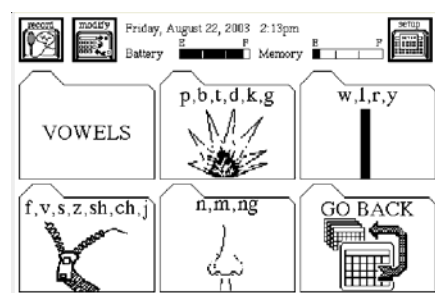 record modify Friday, August 22, 2003 2:13pm setup
E F E F
Battery Memory
VOWELS
p,b,t,d,k,g
w,l,r,y
f,v,s,z,sh,ch,j
n,m,ng
GO BACK